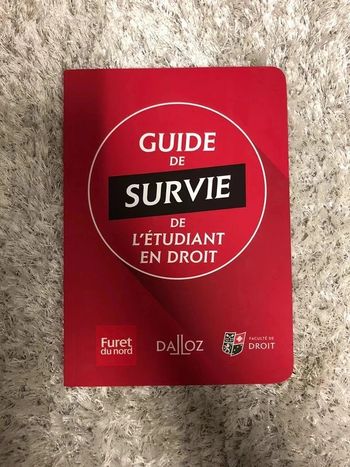 GUIDE
DE
SURVIE
DE
L'ÉTUDIANT
EN DROIT
Furet
du nord
DALLOZ
FACULTÉ DE
DROIT